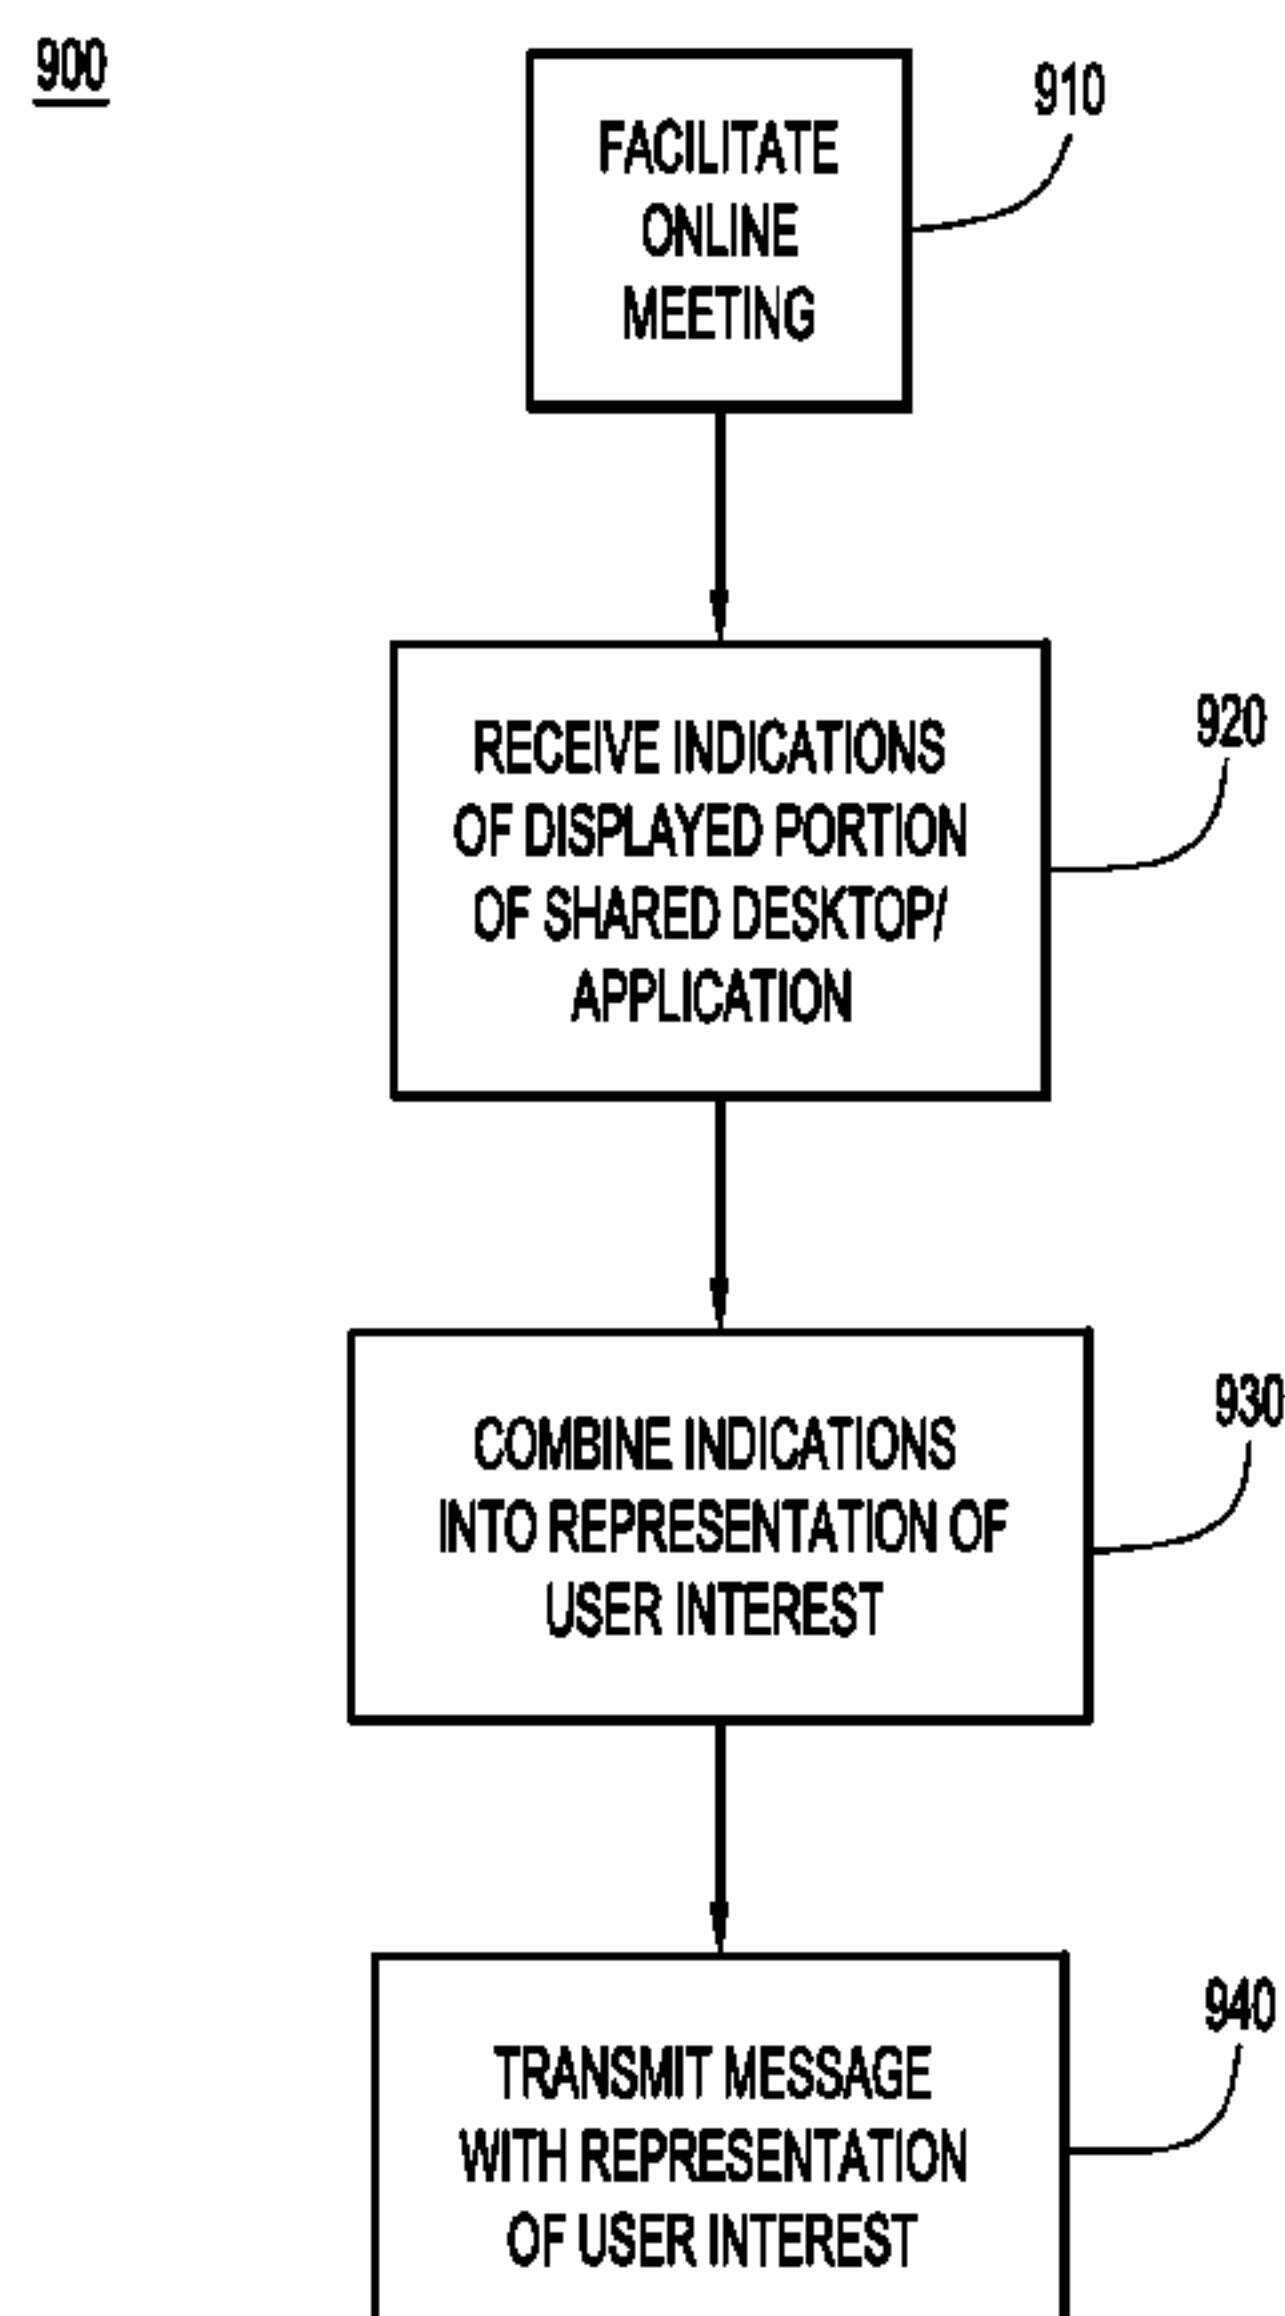 900
910
FACILITATE
ONLINE
MEETING
920
RECEIVE INDICATIONS
OF DISPLAYED PORTION
OF SHARED DESKTOP/
APPLICATION
930
COMBINE INDICATIONS
INTO REPRESENTATION OF
USER INTEREST
940
TRANSMIT MESSAGE
WITH REPRESENTATION
OF USER INTEREST